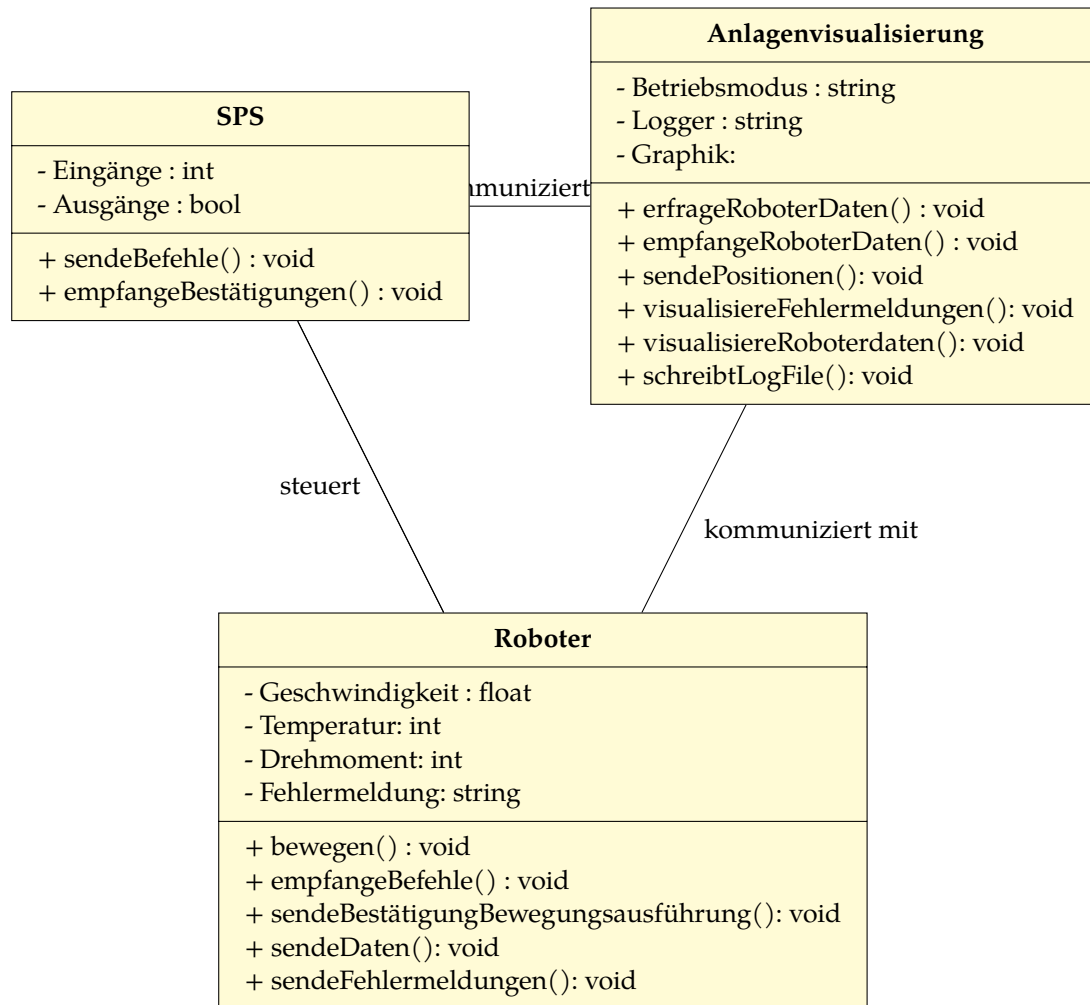 SPS
- Eingänge : int
- Ausgänge : bool
+ sendeBefehle() : void
+ empfangeBestätigungen() : void
Anlagenvisualisierung
- Betriebsmodus : string
- Logger : string
- Graphik:
+ erfrageRoboterDaten() : void
+ empfangeRoboterDaten() : void
+ sendePositionen(): void
+ visualisiereFehlermeldungen(): void
+ visualisiereRoboterdaten(): void
+ schreibtLogFile(): void
steuert
kommuniziert mit
Roboter
- Geschwindigkeit : float
- Temperatur: int
- Drehmoment: int
- Fehlermeldung: string
+ bewegen() : void
+ empfangeBefehle() : void
+ sendeBestätigungBewegungsausführung(): void
+ sendeDaten(): void
+ sendeFehlermeldungen(): void